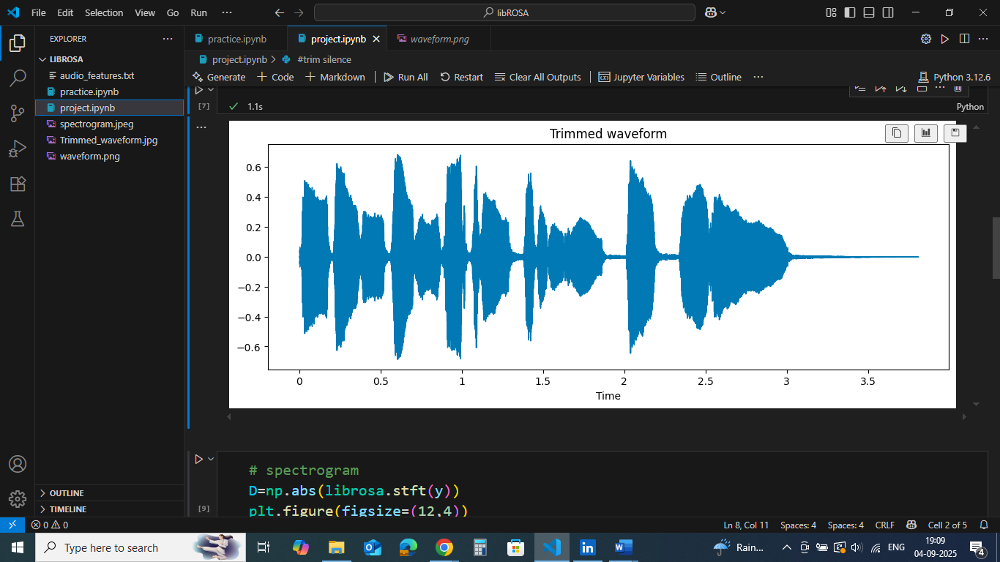 File Edit Selection View Go Run ··· libROSA
EXPLORER ···
LIBROSA
audio_features.txt
practice.ipynb
project.ipynb
spectrogram.jpeg
Trimmed_waveform.jpg
waveform.png
OUTLINE
TIMELINE
practice.ipynb project.ipynb waveform.png
project.ipynb > #trim silence
Generate + Code + Markdown Run All Restart Clear All Outputs Jupyter Variables Outline ··· Python 3.12.6
[7] 1.1s Python
Trimmed waveform
0.6
0.4
0.2
0.0
−0.2
−0.4
−0.6
0 0.5 1 1.5 2 2.5 3 3.5
Time
# spectrogram
D=np.abs(librosa.stft(y))
[9] plt.figure(figsize=(12,4))
0 0 Ln 8, Col 11 Spaces: 4 Spaces: 4 CRLF Cell 2 of 5
Type here to search Rain... ENG 19:09
04-09-2025
4